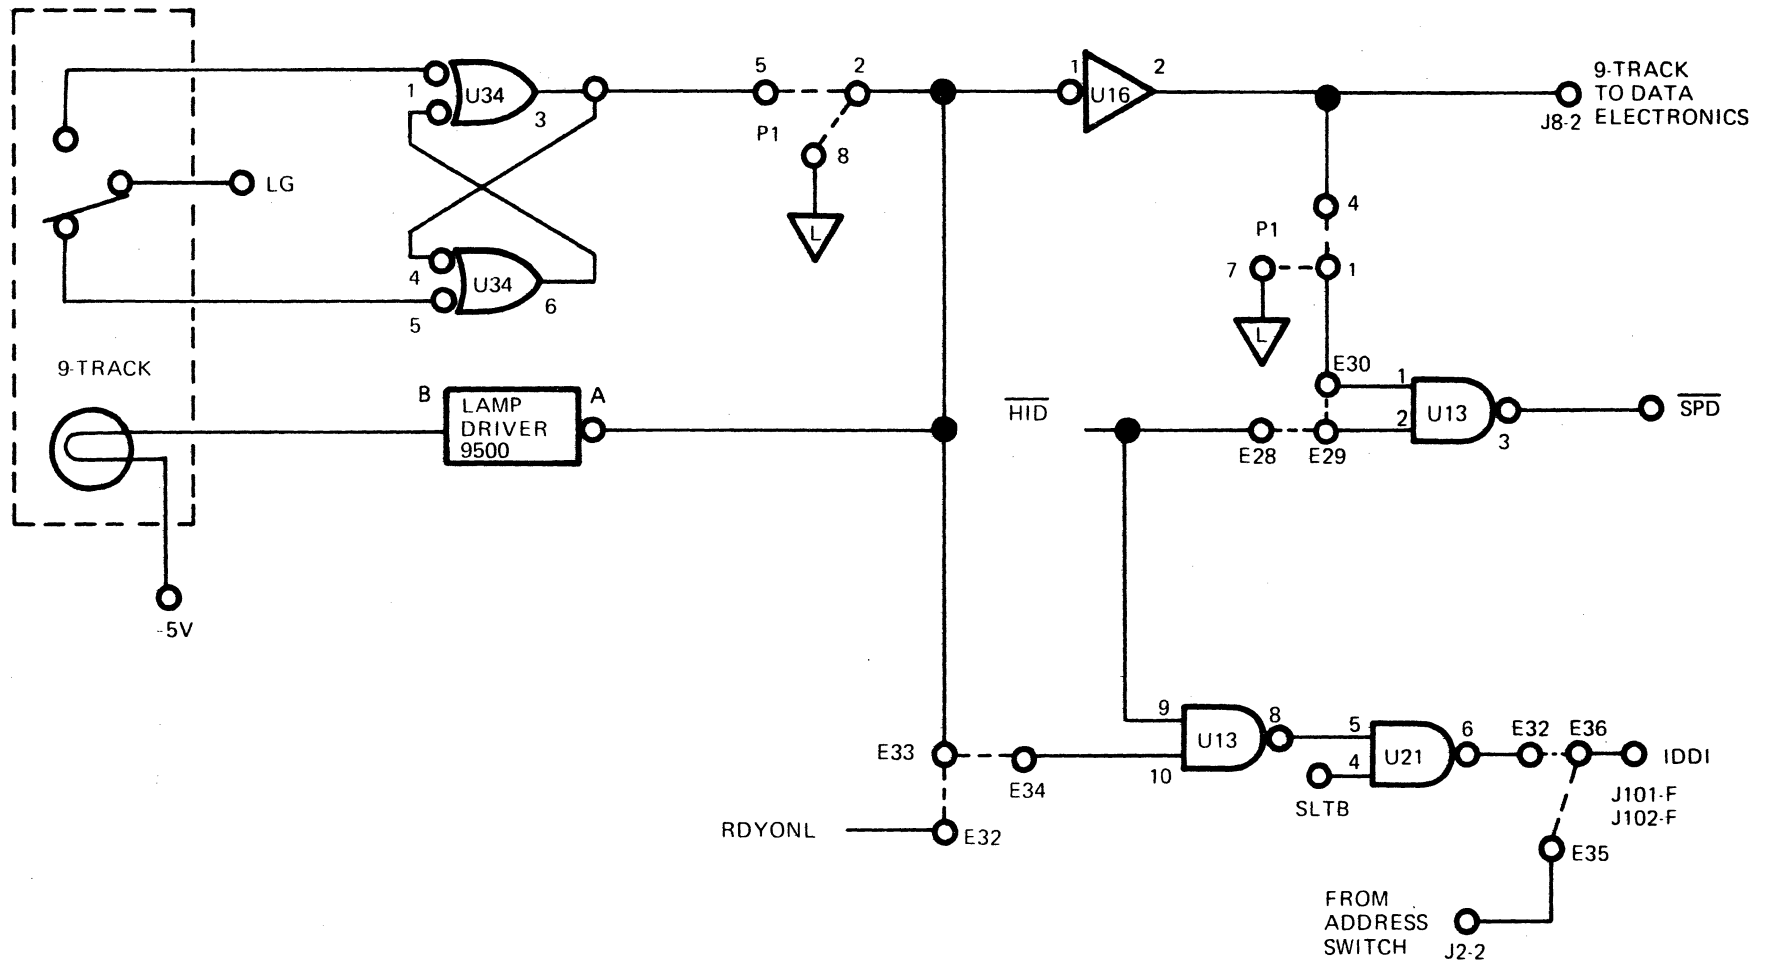 5
2
1
2
9-TRACK
TO DATA
ELECTRONICS
J8-2
1
U34
3
P1
8
U16
LG
L
4
P1
7
1
L
4
U34
5
6
9-TRACK
B
LAMP
DRIVER
9500
A
HID
E30
1
U13
2
3
SPD
E28
E29
-5V
E33
E34
9
U13
8
10
5
4
U21
6
E32
E36
IDDI
SLTB
J101-F
J102-F
RDYONL
E32
E35
FROM
ADDRESS
SWITCH
J2-2